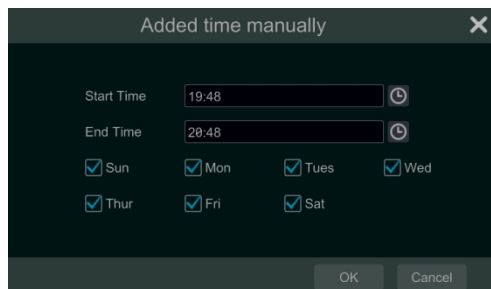 Added time manually
Start Time 19:48
End Time 20:48
Sun Mon Tues Wed
Thur Fri Sat
OK Cancel